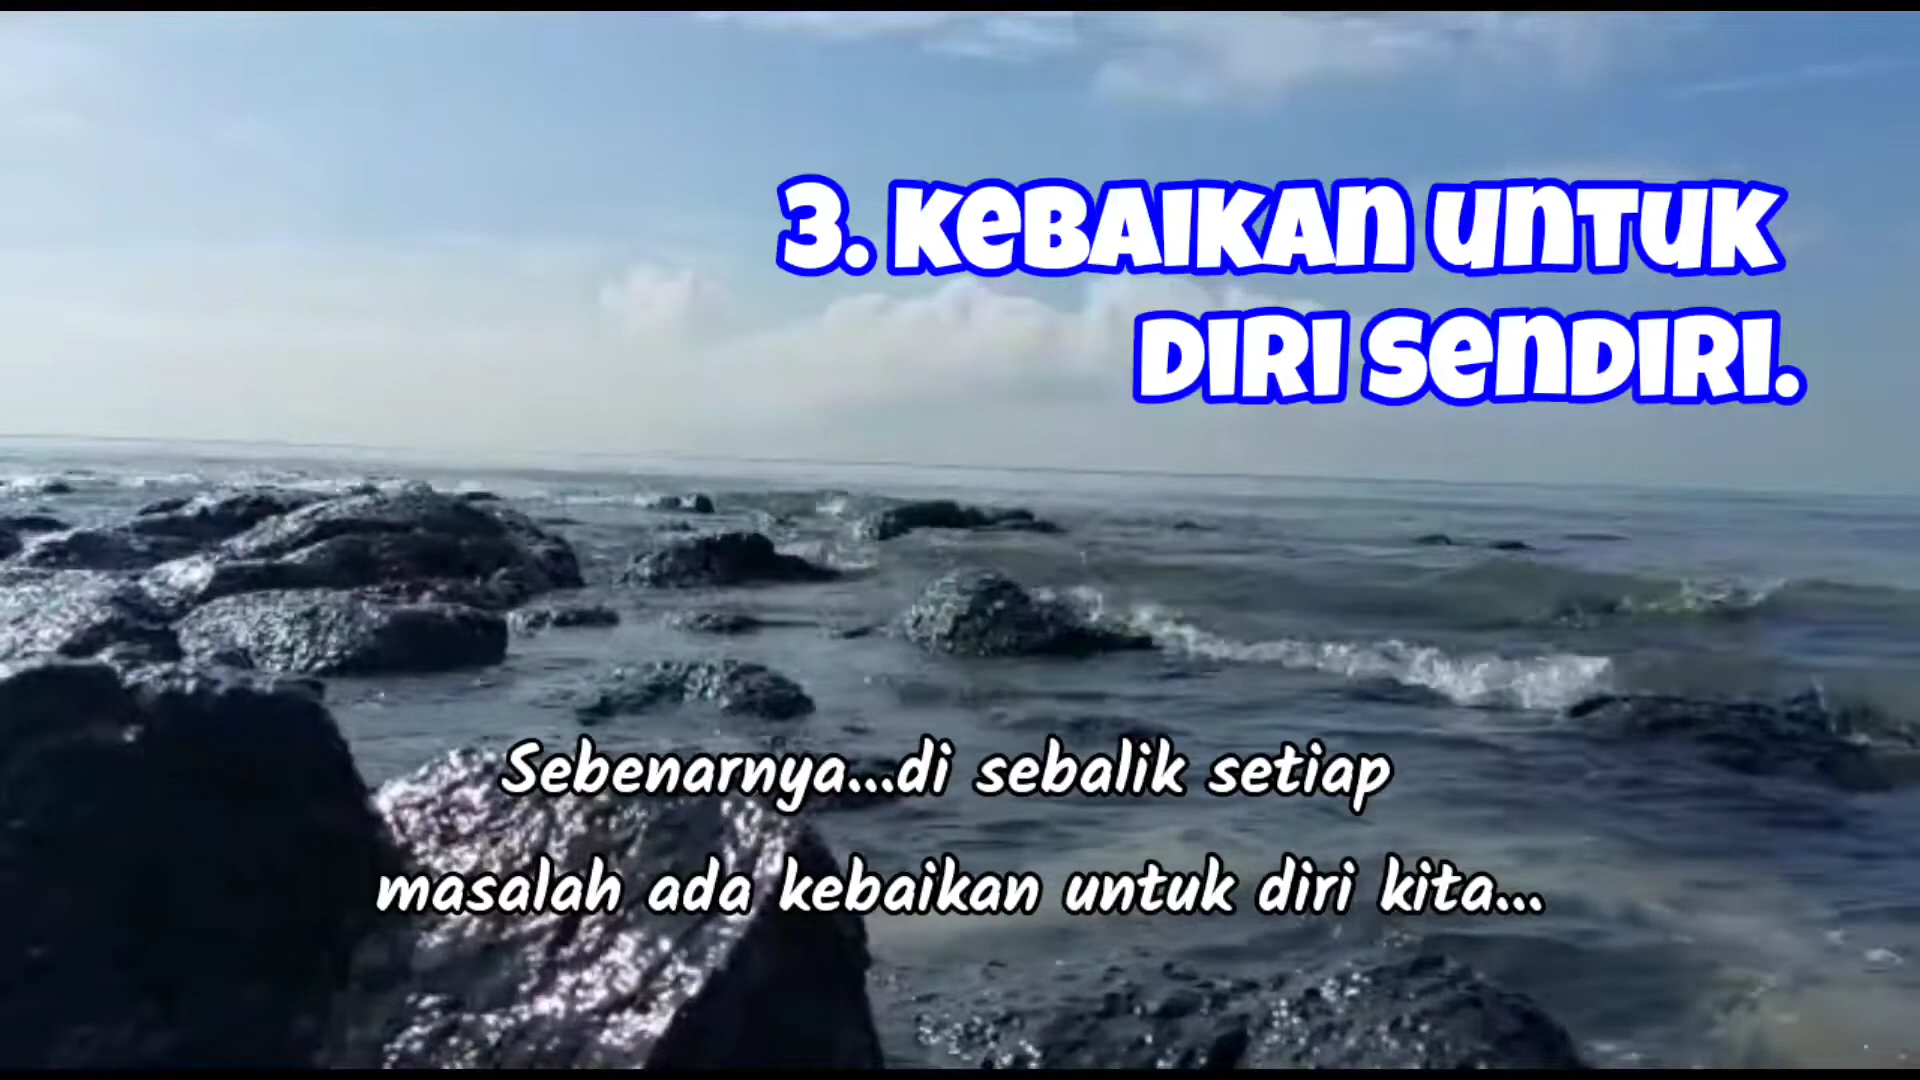 3. Kebaikan untuk
diri sendiri.
Sebenarnya...di sebalik setiap
masalah ada kebaikan untuk diri kita...